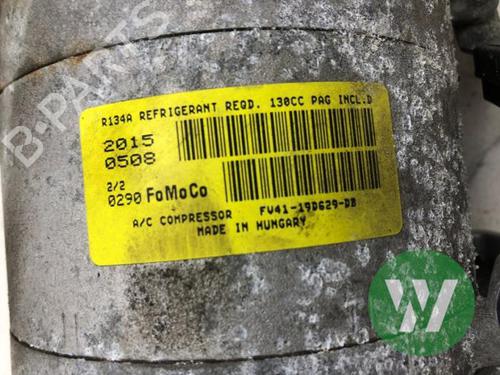 R134A REFRIGERANT REQD. 130CC PAG INCL.D
2015
0508
2/2
0290 FoMoCo
A/C COMPRESSOR FV41-19D629-DB
MADE IN HUNGARY
B-PARTS
W